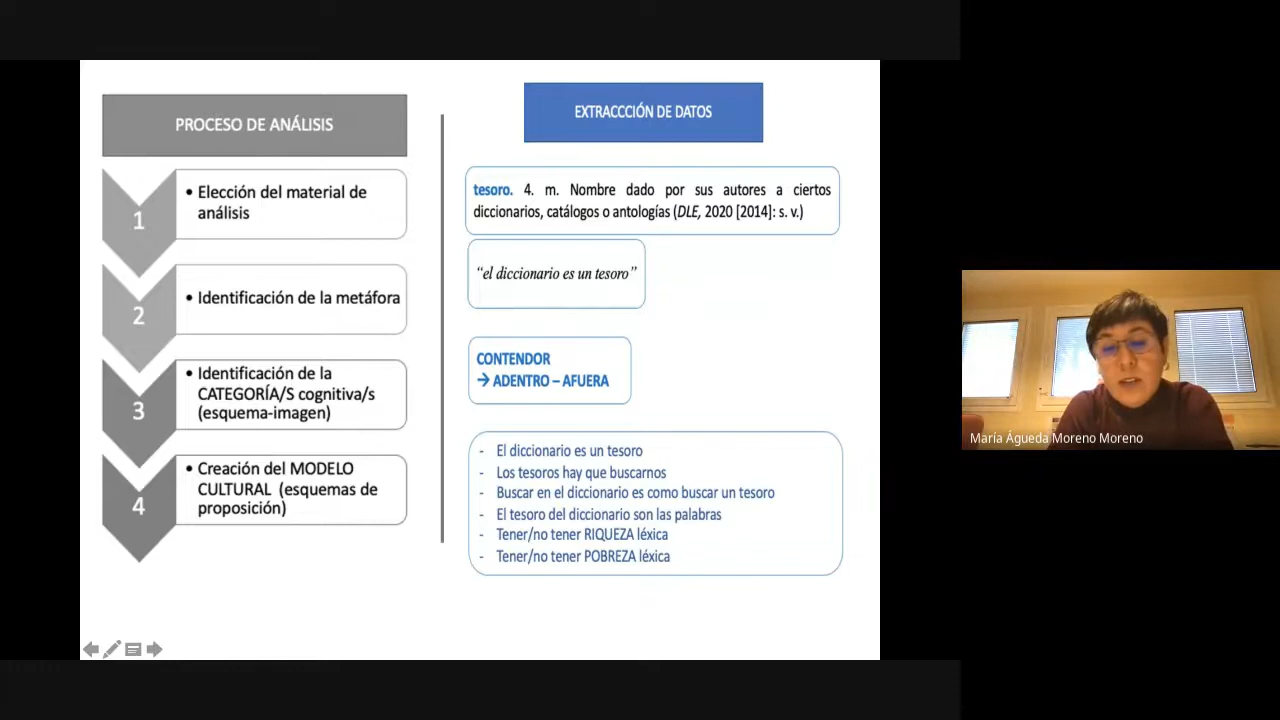 PROCESO DE ANÁLISIS
1
• Elección del material de
análisis
2
• Identificación de la metáfora
3
• Identificación de la
CATEGORÍA/S cognitiva/s
(esquema-imagen)
4
• Creación del MODELO
CULTURAL (esquemas de
proposición)
EXTRACCCIÓN DE DATOS
tesoro. 4. m. Nombre dado por sus autores a ciertos
diccionarios, catálogos o antologías (DLE, 2020 [2014]: s. v.)
“el diccionario es un tesoro”
CONTENDOR
→ ADENTRO – AFUERA
- El diccionario es un tesoro
- Los tesoros hay que buscarnos
- Buscar en el diccionario es como buscar un tesoro
- El tesoro del diccionario son las palabras
- Tener/no tener RIQUEZA léxica
- Tener/no tener POBREZA léxica
María Águeda Moreno Moreno